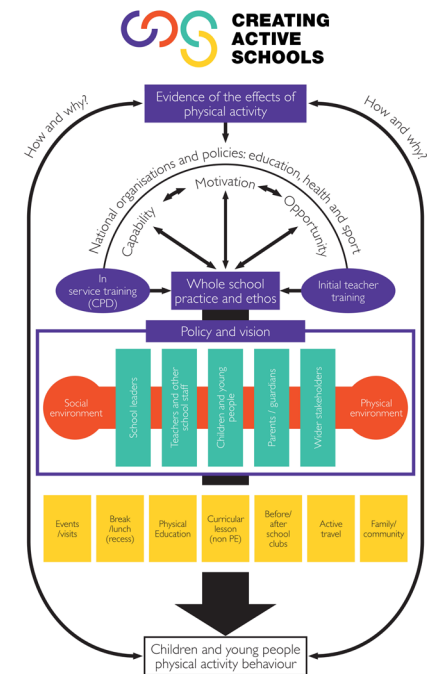 CREATING
ACTIVE
SCHOOLS
Evidence of the effects of
physical activity
How and why?
How and why?
National organisations and policies: education, health and sport
Motivation
Capability
Opportunity
In
service training
(CPD)
Whole school
practice and ethos
Initial teacher
training
Policy and vision
Social
environment
School leaders
Teachers and other
school staff
Children and young
people
Parents / guardians
Wider stakeholders
Physical
environment
Events
/visits
Break
/lunch
(recess)
Physical
Education
Curricular
lesson
(non PE)
Before/
after
school
clubs
Active
travel
Family/
community
Children and young people
physical activity behaviour